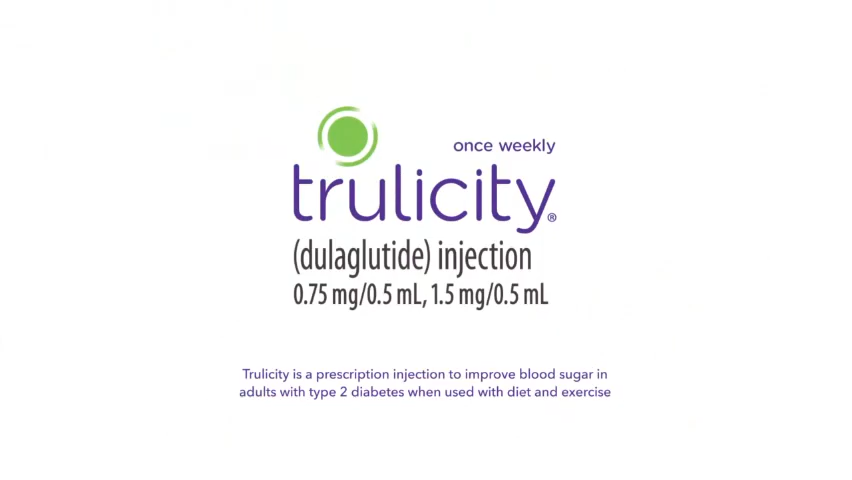 once weekly
trulicity®
(dulaglutide) injection
0.75 mg/0.5 mL, 1.5 mg/0.5 mL
Trulicity is a prescription injection to improve blood sugar in
adults with type 2 diabetes when used with diet and exercise